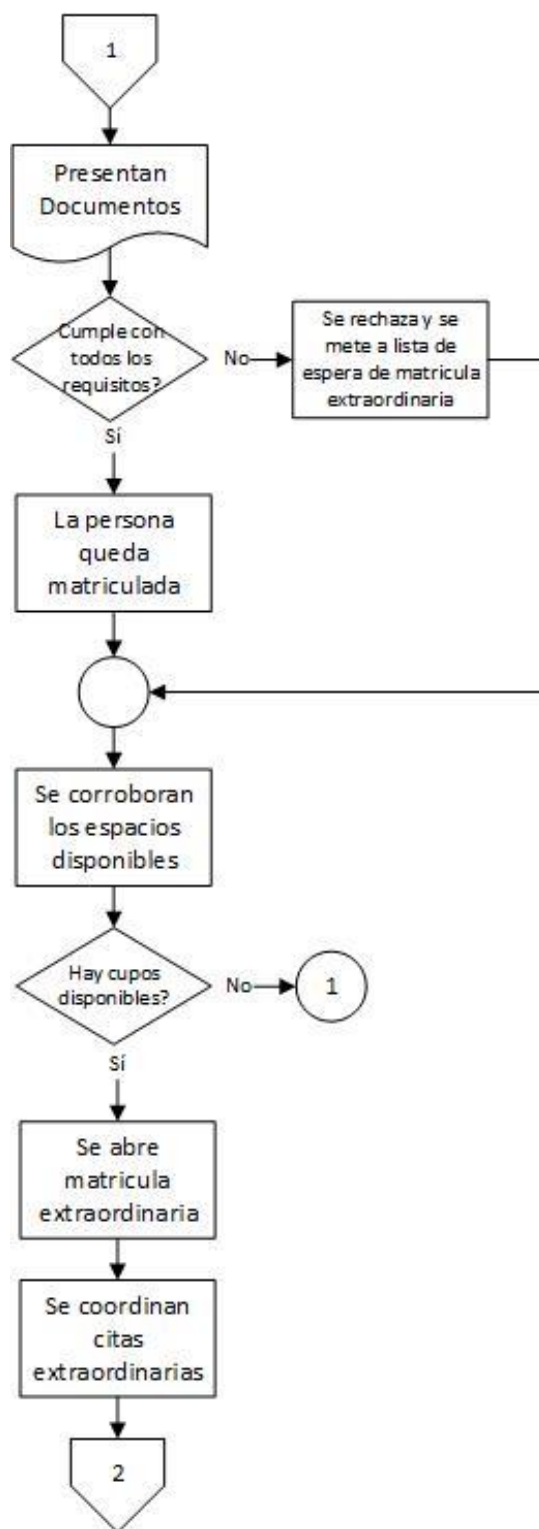 1
Presentan
Documentos
Cumple con
todos los
requisitos?
No
Se rechaza y se
mete a lista de
espera de matricula
extraordinaria
Sí
La persona
queda
matriculada
Se corroboran
los espacios
disponibles
Hay cupos
disponibles?
No
1
Sí
Se abre
matricula
extraordinaria
Se coordinan
citas
extraordinarias
2